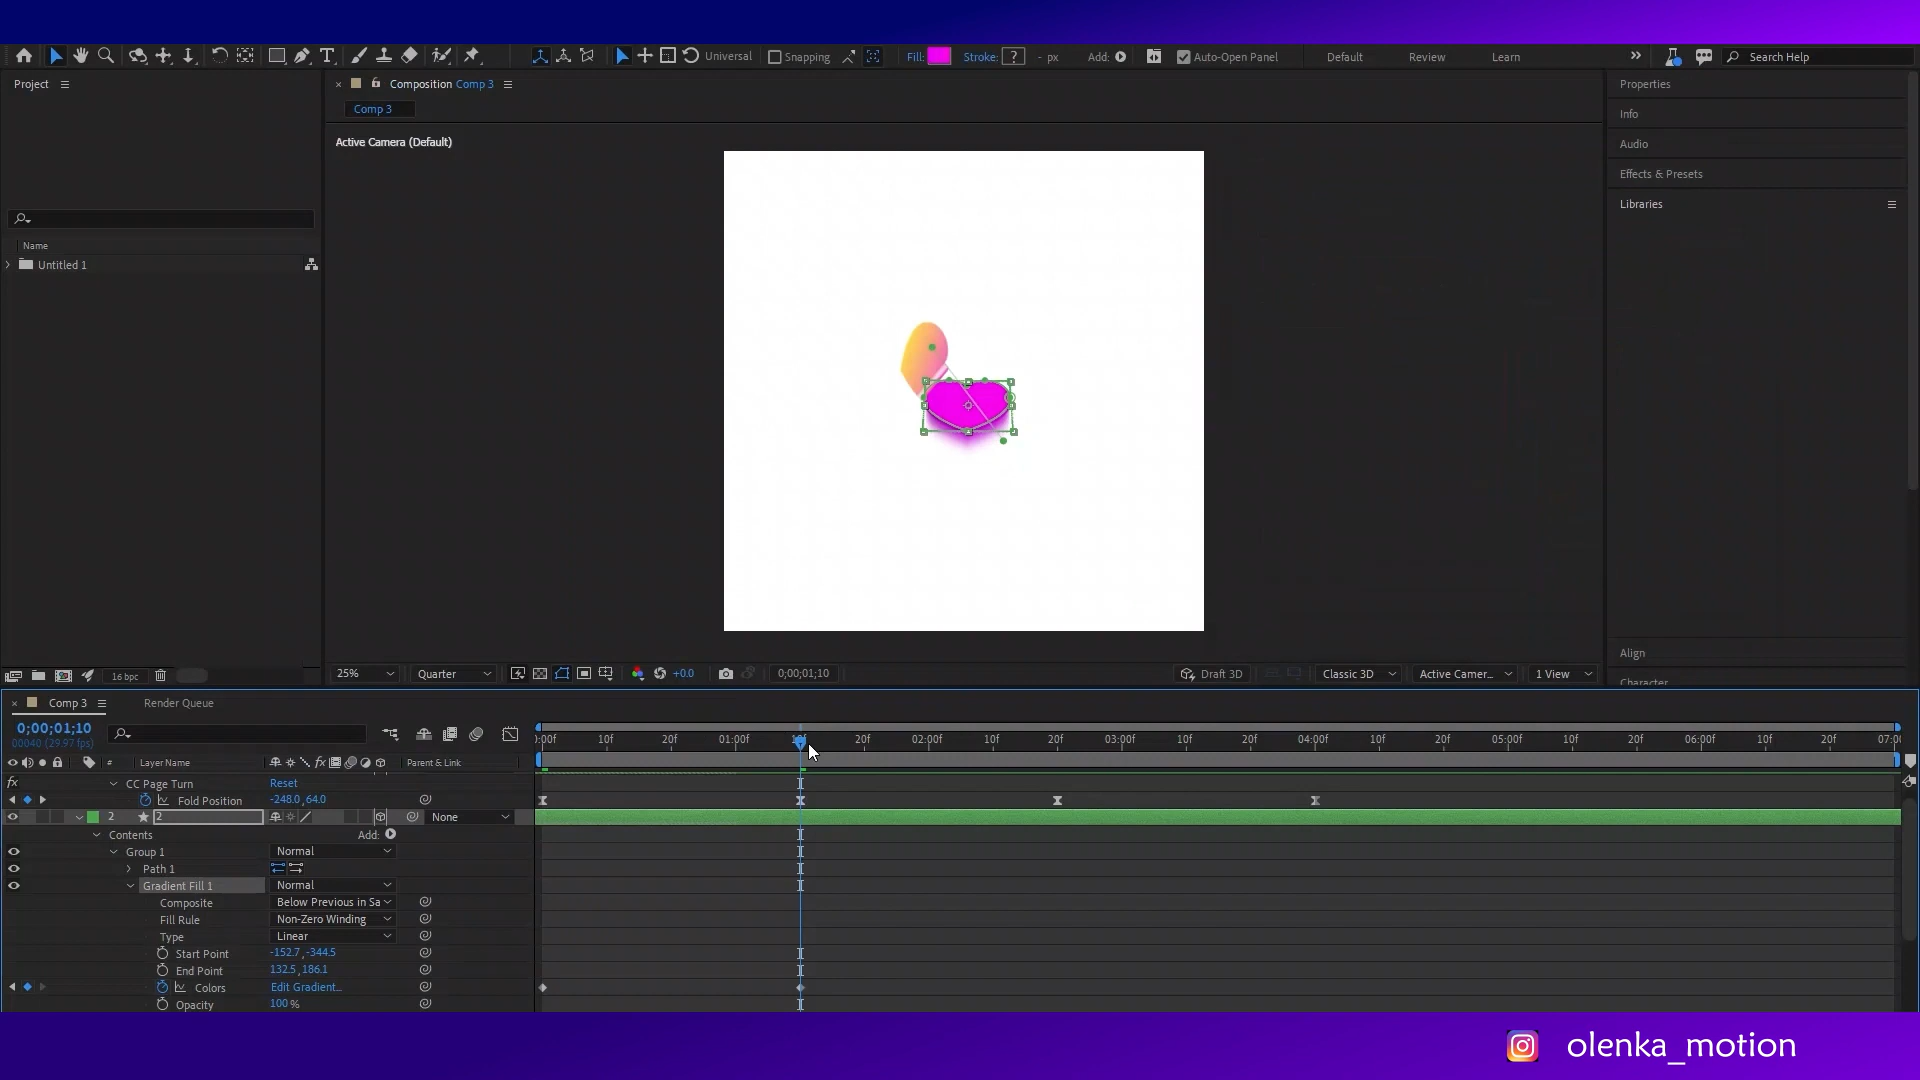 Universal Snapping Fill: Stroke: ? - px Add: Auto-Open Panel Default Review Learn Search Help
Project
Name
Untitled 1
16 bpc
Composition Comp 3
Comp 3
Active Camera (Default)
25% Quarter +0.0 0;00;01;10 Draft 3D Classic 3D Active Camer... 1 View
Properties
Info
Audio
Effects & Presets
Libraries
Align
Character
Comp 3 Render Queue
0;00;01;10
00040 (29.97 fps)
# Layer Name fx Parent & Link
:00f 10f 20f 01:00f 20f 02:00f 10f 20f 03:00f 10f 20f 04:00f 10f 20f 05:00f 10f 20f 06:00f 10f 20f 07:00
fx CC Page Turn Reset
Fold Position -248.0,64.0
2 2 None
Contents Add:
Group 1 Normal
Path 1
Gradient Fill 1 Normal
Composite Below Previous in Sa
Fill Rule Non-Zero Winding
Type Linear
Start Point -152.7,-344.5
End Point 132.5,186.1
Colors Edit Gradient...
Opacity 100%
olenka_motion